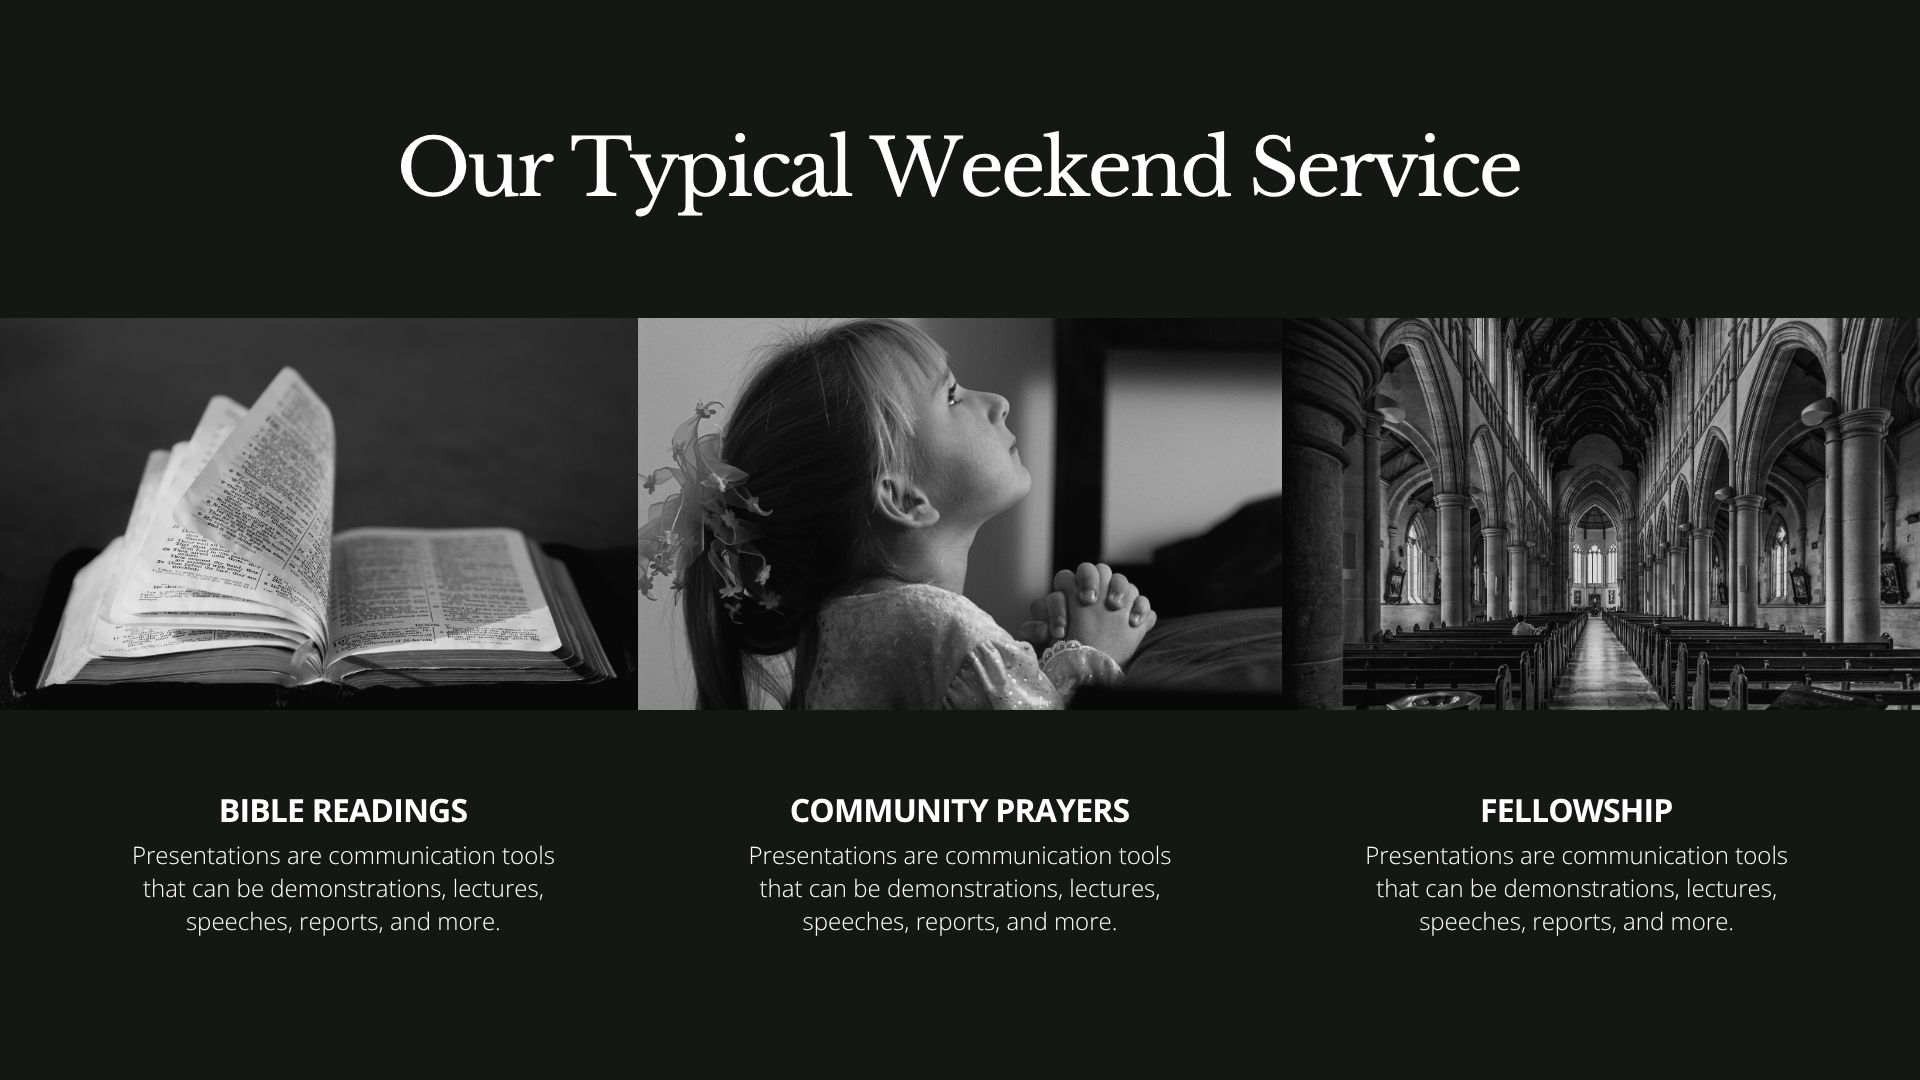 Our Typical Weekend Service
BIBLE READINGS
Presentations are communication tools
that can be demonstrations, lectures,
speeches, reports, and more.
COMMUNITY PRAYERS
Presentations are communication tools
that can be demonstrations, lectures,
speeches, reports, and more.
FELLOWSHIP
Presentations are communication tools
that can be demonstrations, lectures,
speeches, reports, and more.